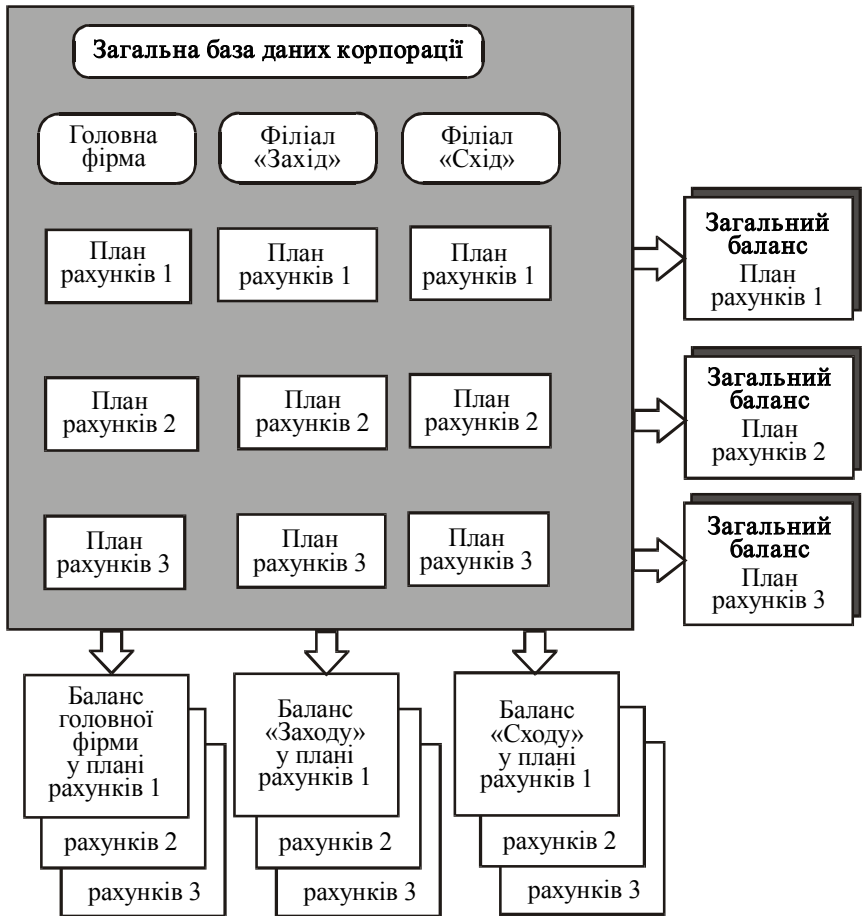 Загальна база даних корпорації
Головна
фірма
Філіал
«Захід»
Філіал
«Схід»
План
рахунків 1
План
рахунків 1
План
рахунків 1
Загальний
баланс
План
рахунків 1
План
рахунків 2
План
рахунків 2
План
рахунків 2
Загальний
баланс
План
рахунків 2
План
рахунків 3
План
рахунків 3
План
рахунків 3
Загальний
баланс
План
рахунків 3
Баланс
головної
фірми
у плані
рахунків 1
рахунків 2
рахунків 3
Баланс
«Заходу»
у плані
рахунків 1
рахунків 2
рахунків 3
Баланс
«Сходу»
у плані
рахунків 1
рахунків 2
рахунків 3